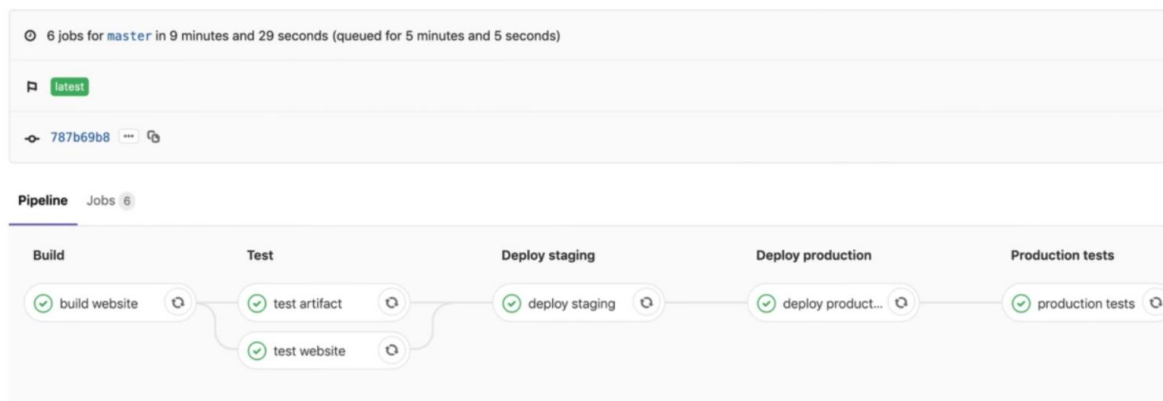 6 jobs for master in 9 minutes and 29 seconds (queued for 5 minutes and 5 seconds)
latest
787b69b8 ...
Pipeline Jobs 6
Build Test Deploy staging Deploy production Production tests
build website test artifact deploy staging deploy product... production tests
test website